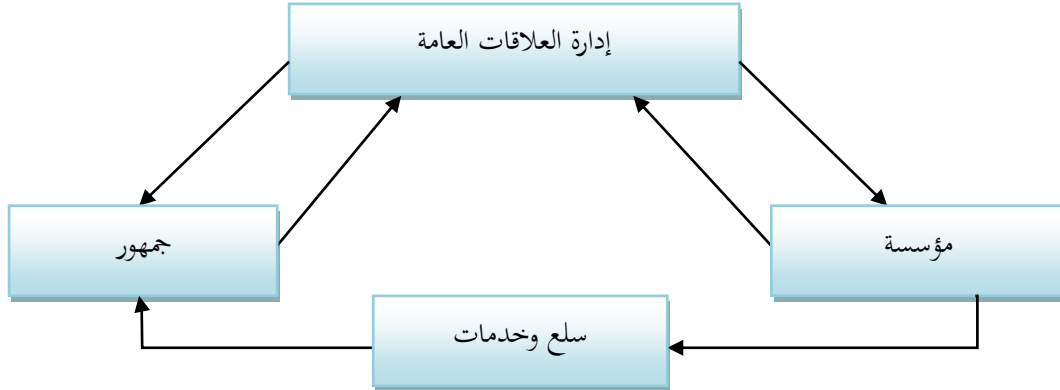 إدارة العلاقات العامة
مؤسسة
جمهور
سلع وخدمات